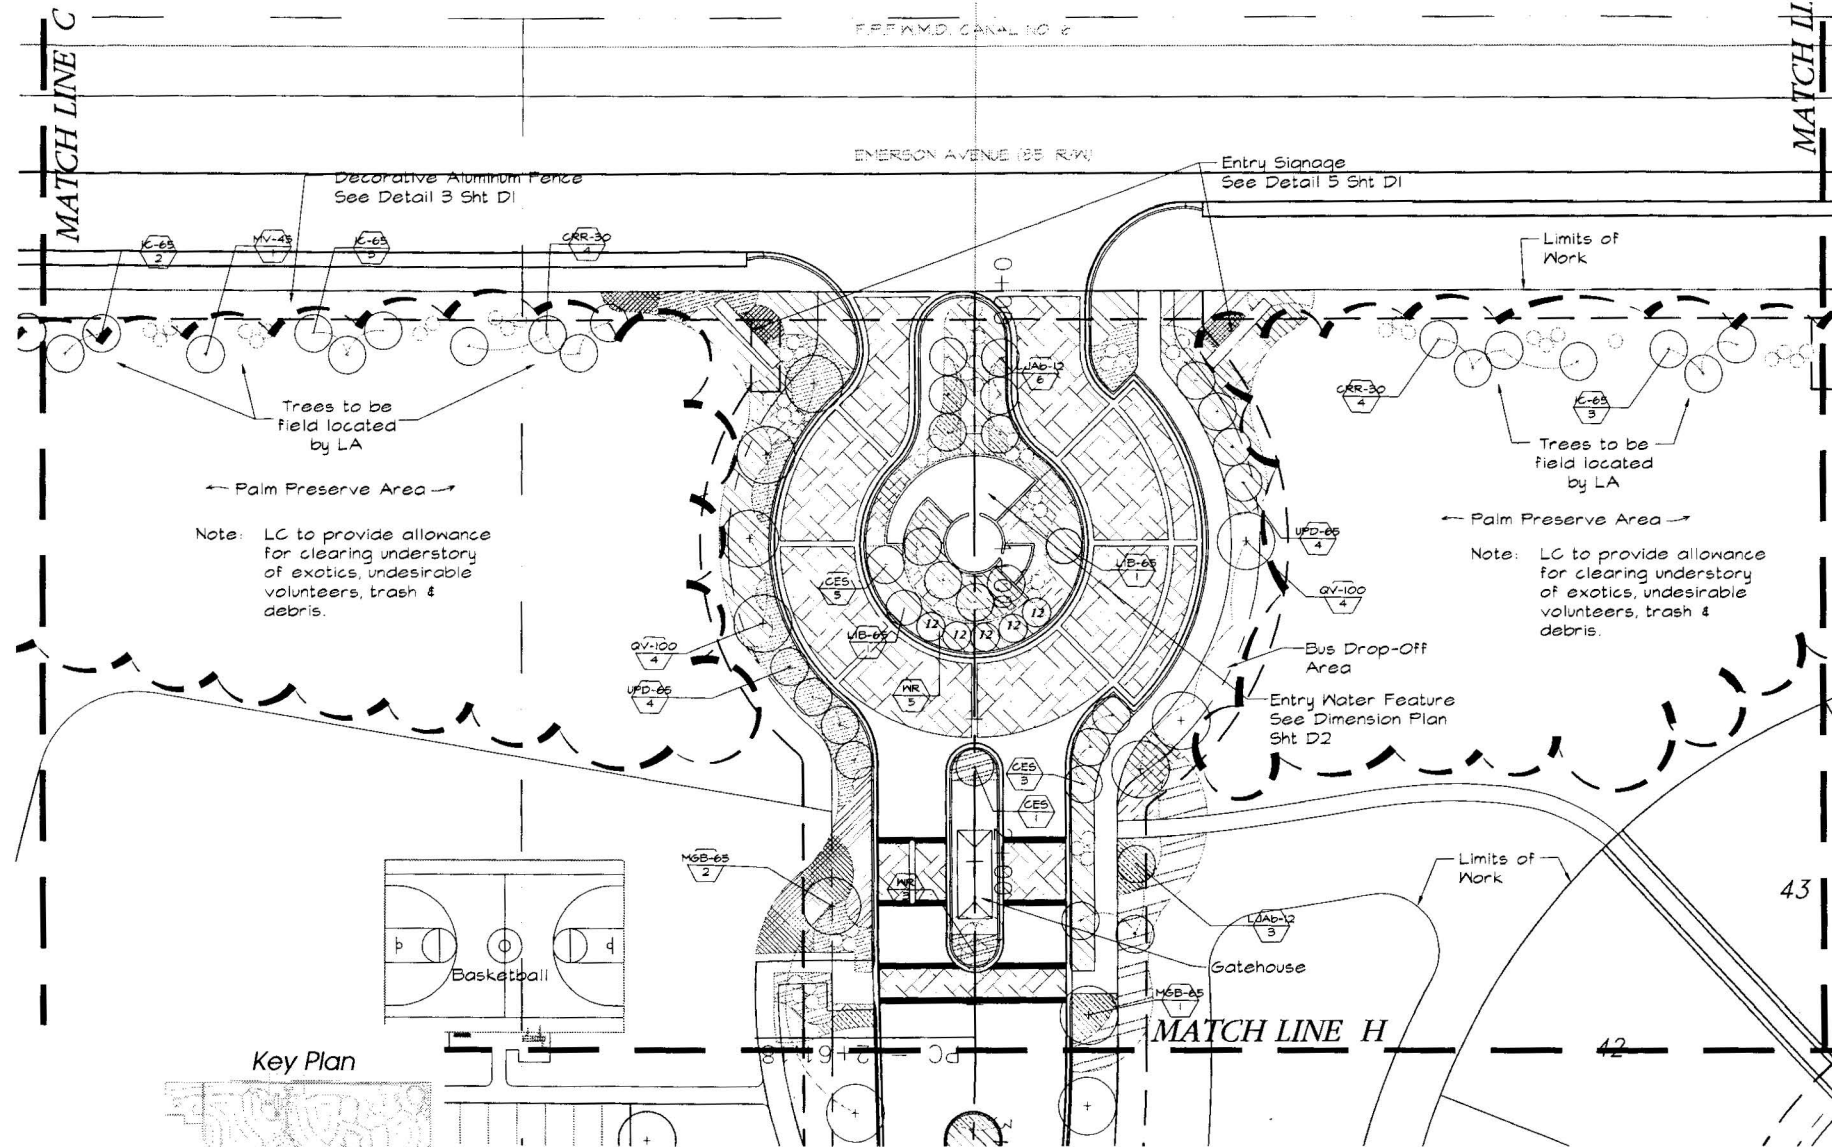 F.P.F.W.M.D. CANAL NO 6
MATCH LINE C
EMERSON AVENUE (85 R/W)
Decorative Aluminum Fence
See Detail 3 Sht D1
Entry Signage
See Detail 5 Sht D1
Limits of
Work
IC-65
2
MV-45
1
IC-65
3
CRR-30
4
LJAb-12
6
CRR-30
4
IC-65
3
Trees to be
field located
by LA
Trees to be
field located
by LA
Palm Preserve Area
Note: LC to provide allowance
for clearing understory
of exotics, undesirable
volunteers, trash &
debris.
Palm Preserve Area
Note: LC to provide allowance
for clearing understory
of exotics, undesirable
volunteers, trash &
debris.
UPD-65
4
QV-100
4
CES
5
LIB-65
1
LIB-65
1
12
12
12
12
12
QV-100
4
UPD-65
4
WR
5
Bus Drop-Off
Area
Entry Water Feature
See Dimension Plan
Sht D2
CES
3
CES
1
MGB-65
2
WR
3
Limits of
Work
LJAb-12
3
Gatehouse
MGB-65
1
43
Basketball
MATCH LINE H
42
Key Plan